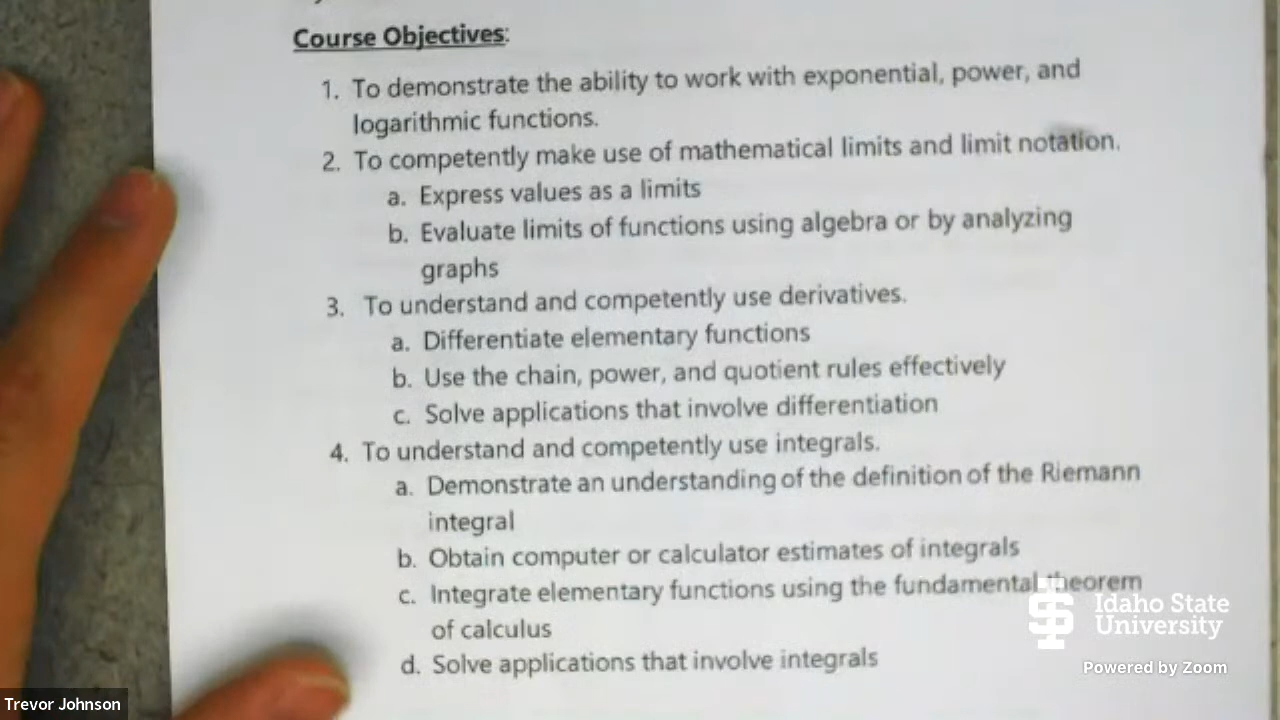 Course Objectives:
1. To demonstrate the ability to work with exponential, power, and
logarithmic functions.
2. To competently make use of mathematical limits and limit notation.
a. Express values as a limits
b. Evaluate limits of functions using algebra or by analyzing
graphs
3. To understand and competently use derivatives.
a. Differentiate elementary functions
b. Use the chain, power, and quotient rules effectively
c. Solve applications that involve differentiation
4. To understand and competently use integrals.
a. Demonstrate an understanding of the definition of the Riemann
integral
b. Obtain computer or calculator estimates of integrals
c. Integrate elementary functions using the fundamental theorem
of calculus
d. Solve applications that involve integrals
Idaho State
University
Powered by Zoom
Trevor Johnson